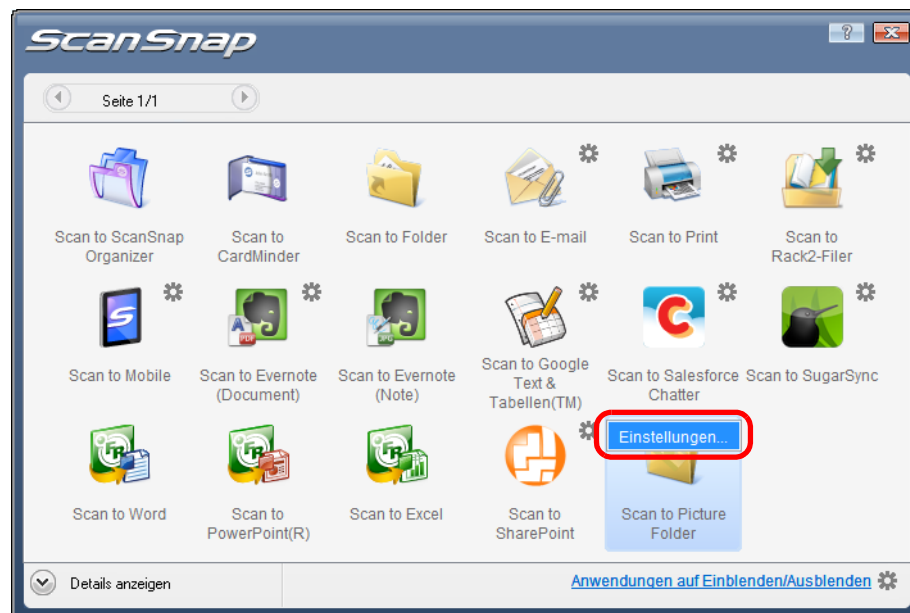 ScanSnap
Seite 1/1
Scan to ScanSnap
Organizer
Scan to
CardMinder
Scan to Folder
Scan to E-mail
Scan to Print
Scan to
Rack2-Filer
Scan to Mobile
Scan to Evernote
(Document)
Scan to Evernote
(Note)
Scan to Google
Text &
Tabellen(TM)
Scan to Salesforce
Chatter
Scan to SugarSync
Einstellungen...
Scan to Word
Scan to
PowerPoint(R)
Scan to Excel
Scan to
SharePoint
Scan to Picture
Folder
Details anzeigen
Anwendungen auf Einblenden/Ausblenden